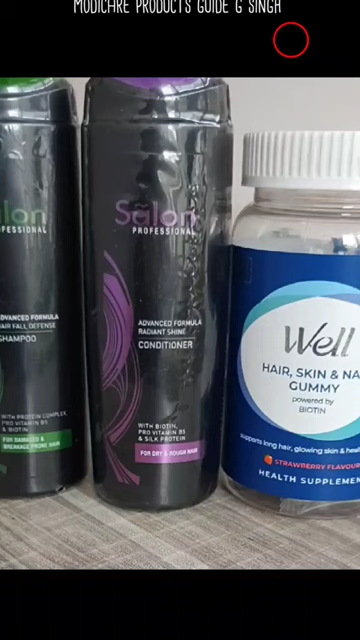 MODICARE PRODUCTS GUIDE G SINGH
lon
OFESSIONAL
ADVANCED FORMULA
HAIR FALL DEFENSE
SHAMPOO
WITH PROTEIN COMPLEX,
PRO VITAMIN B5
& BIOTIN
FOR DAMAGED &
BREAKAGE PRONE HAIR
Salon
PROFESSIONAL
ADVANCED FORMULA
RADIANT SHINE
CONDITIONER
WITH BIOTIN,
PRO VITAMIN B5
& SILK PROTEIN
FOR DRY & ROUGH HAIR
Well
HAIR, SKIN & NA
GUMMY
powered by
BIOTIN
supports long hair, glowing skin & heal
STRAWBERRY FLAVOUR
HEALTH SUPPLEMEN